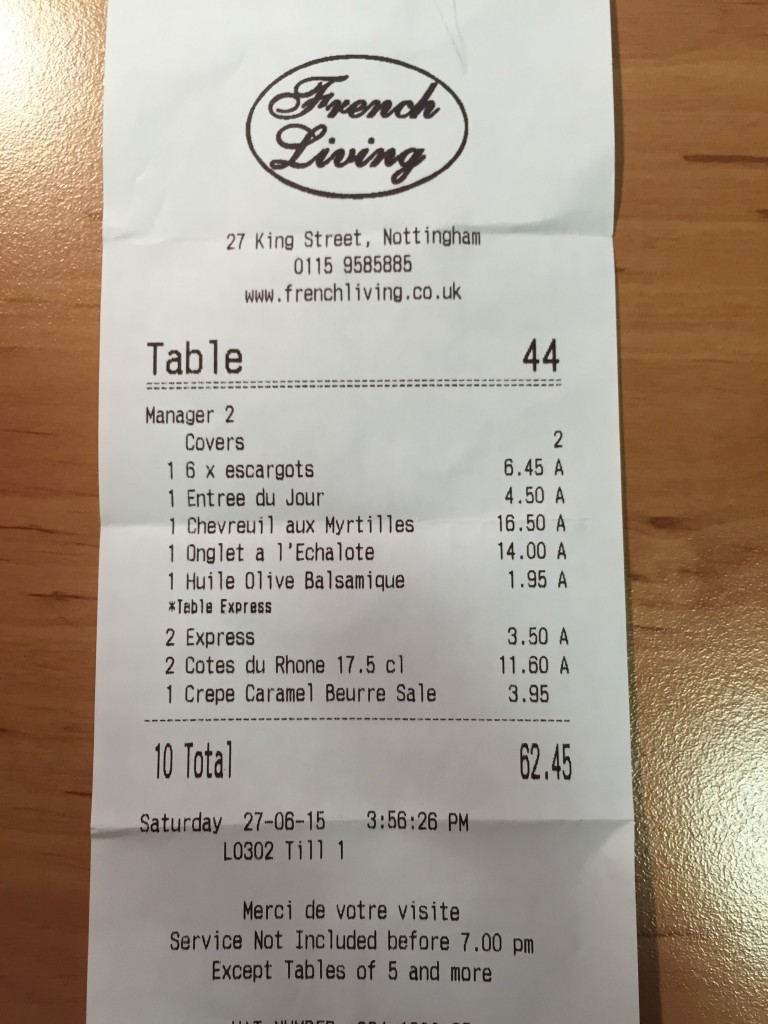 French
Living
27 King Street, Nottingham
0115 9585885
www.frenchliving.co.uk
Table 44
Manager 2
Covers 2
1 6 x escargots 6.45 A
1 Entree du Jour 4.50 A
1 Chevreuil aux Myrtilles 16.50 A
1 Onglet a l'Echalote 14.00 A
1 Huile Olive Balsamique 1.95 A
*Table Express
2 Express 3.50 A
2 Cotes du Rhone 17.5 cl 11.60 A
1 Crepe Caramel Beurre Sale 3.95
10 Total 62.45
Saturday 27-06-15 3:56:26 PM
L0302 Till 1
Merci de votre visite
Service Not Included before 7.00 pm
Except Tables of 5 and more
VAT NUMBER